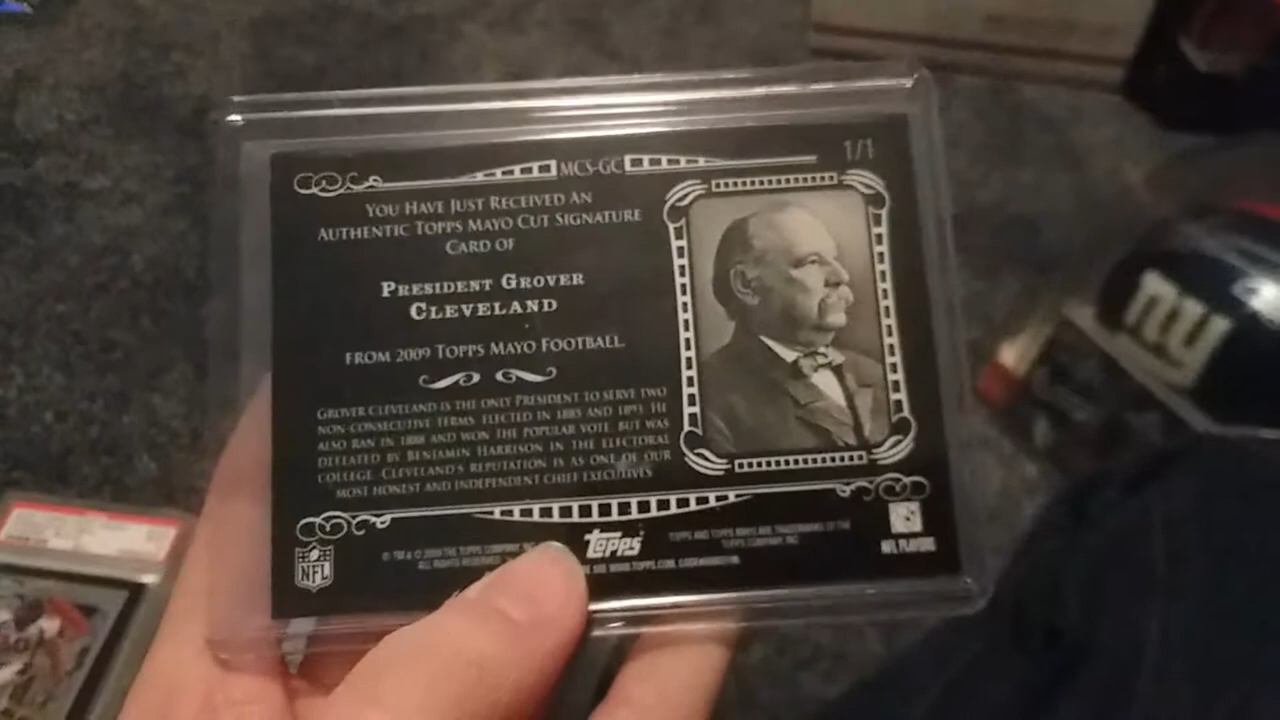 MCS-GC
1/1
YOU HAVE JUST RECEIVED AN
AUTHENTIC TOPPS MAYO CUT SIGNATURE
CARD OF
PRESIDENT GROVER
CLEVELAND
FROM 2009 TOPPS MAYO FOOTBALL.
GROVER CLEVELAND IS THE ONLY PRESIDENT TO SERVE TWO
NON-CONSECUTIVE TERMS, ELECTED IN 1885 AND 1893. HE
ALSO RAN IN 1888 AND WON THE POPULAR VOTE, BUT WAS
DEFEATED BY BENJAMIN HARRISON IN THE ELECTORAL
COLLEGE. CLEVELAND'S REPUTATION IS AS ONE OF OUR
MOST HONEST AND INDEPENDENT CHIEF EXECUTIVES.
NFL
® TM & © 2009 THE TOPPS COMPANY, INC.
ALL RIGHTS RESERVED.
Topps
TOPPS AND TOPPS MAYO ARE TRADEMARKS OF THE
TOPPS COMPANY, INC.
SEE WWW.TOPPS.COM.
NFL PLAYERS
ny